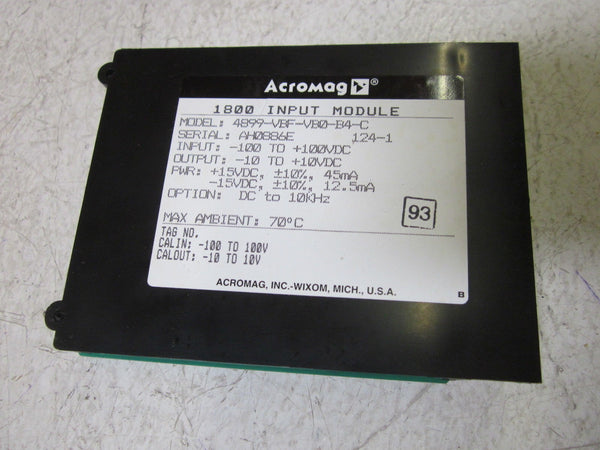 Acromag ®
1800 INPUT MODULE
MODEL: 4899-VBF-VB0-B4-C
SERIAL: AH0886E 124-1
INPUT: -100 TO +100VDC
OUTPUT: -10 TO +10VDC
PWR: +15VDC, ±10%, 45mA
-15VDC, ±10%, 12.5mA
OPTION: DC to 10KHz
93
MAX AMBIENT: 70°C
TAG NO.
CALIN: -100 TO 100V
CALOUT: -10 TO 10V
ACROMAG, INC.-WIXOM, MICH., U.S.A.
B